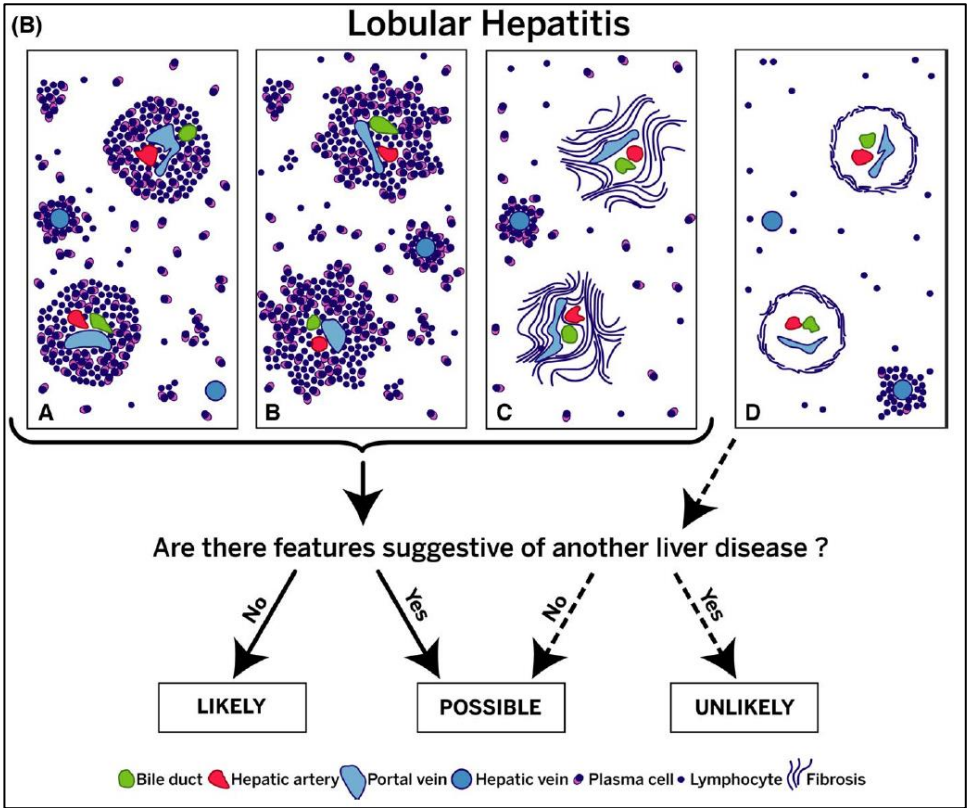 (B)
Lobular Hepatitis
A
B
C
D
Are there features suggestive of another liver disease ?
No
Yes
No
Yes
LIKELY
POSSIBLE
UNLIKELY
Bile duct Hepatic artery Portal vein Hepatic vein Plasma cell Lymphocyte Fibrosis